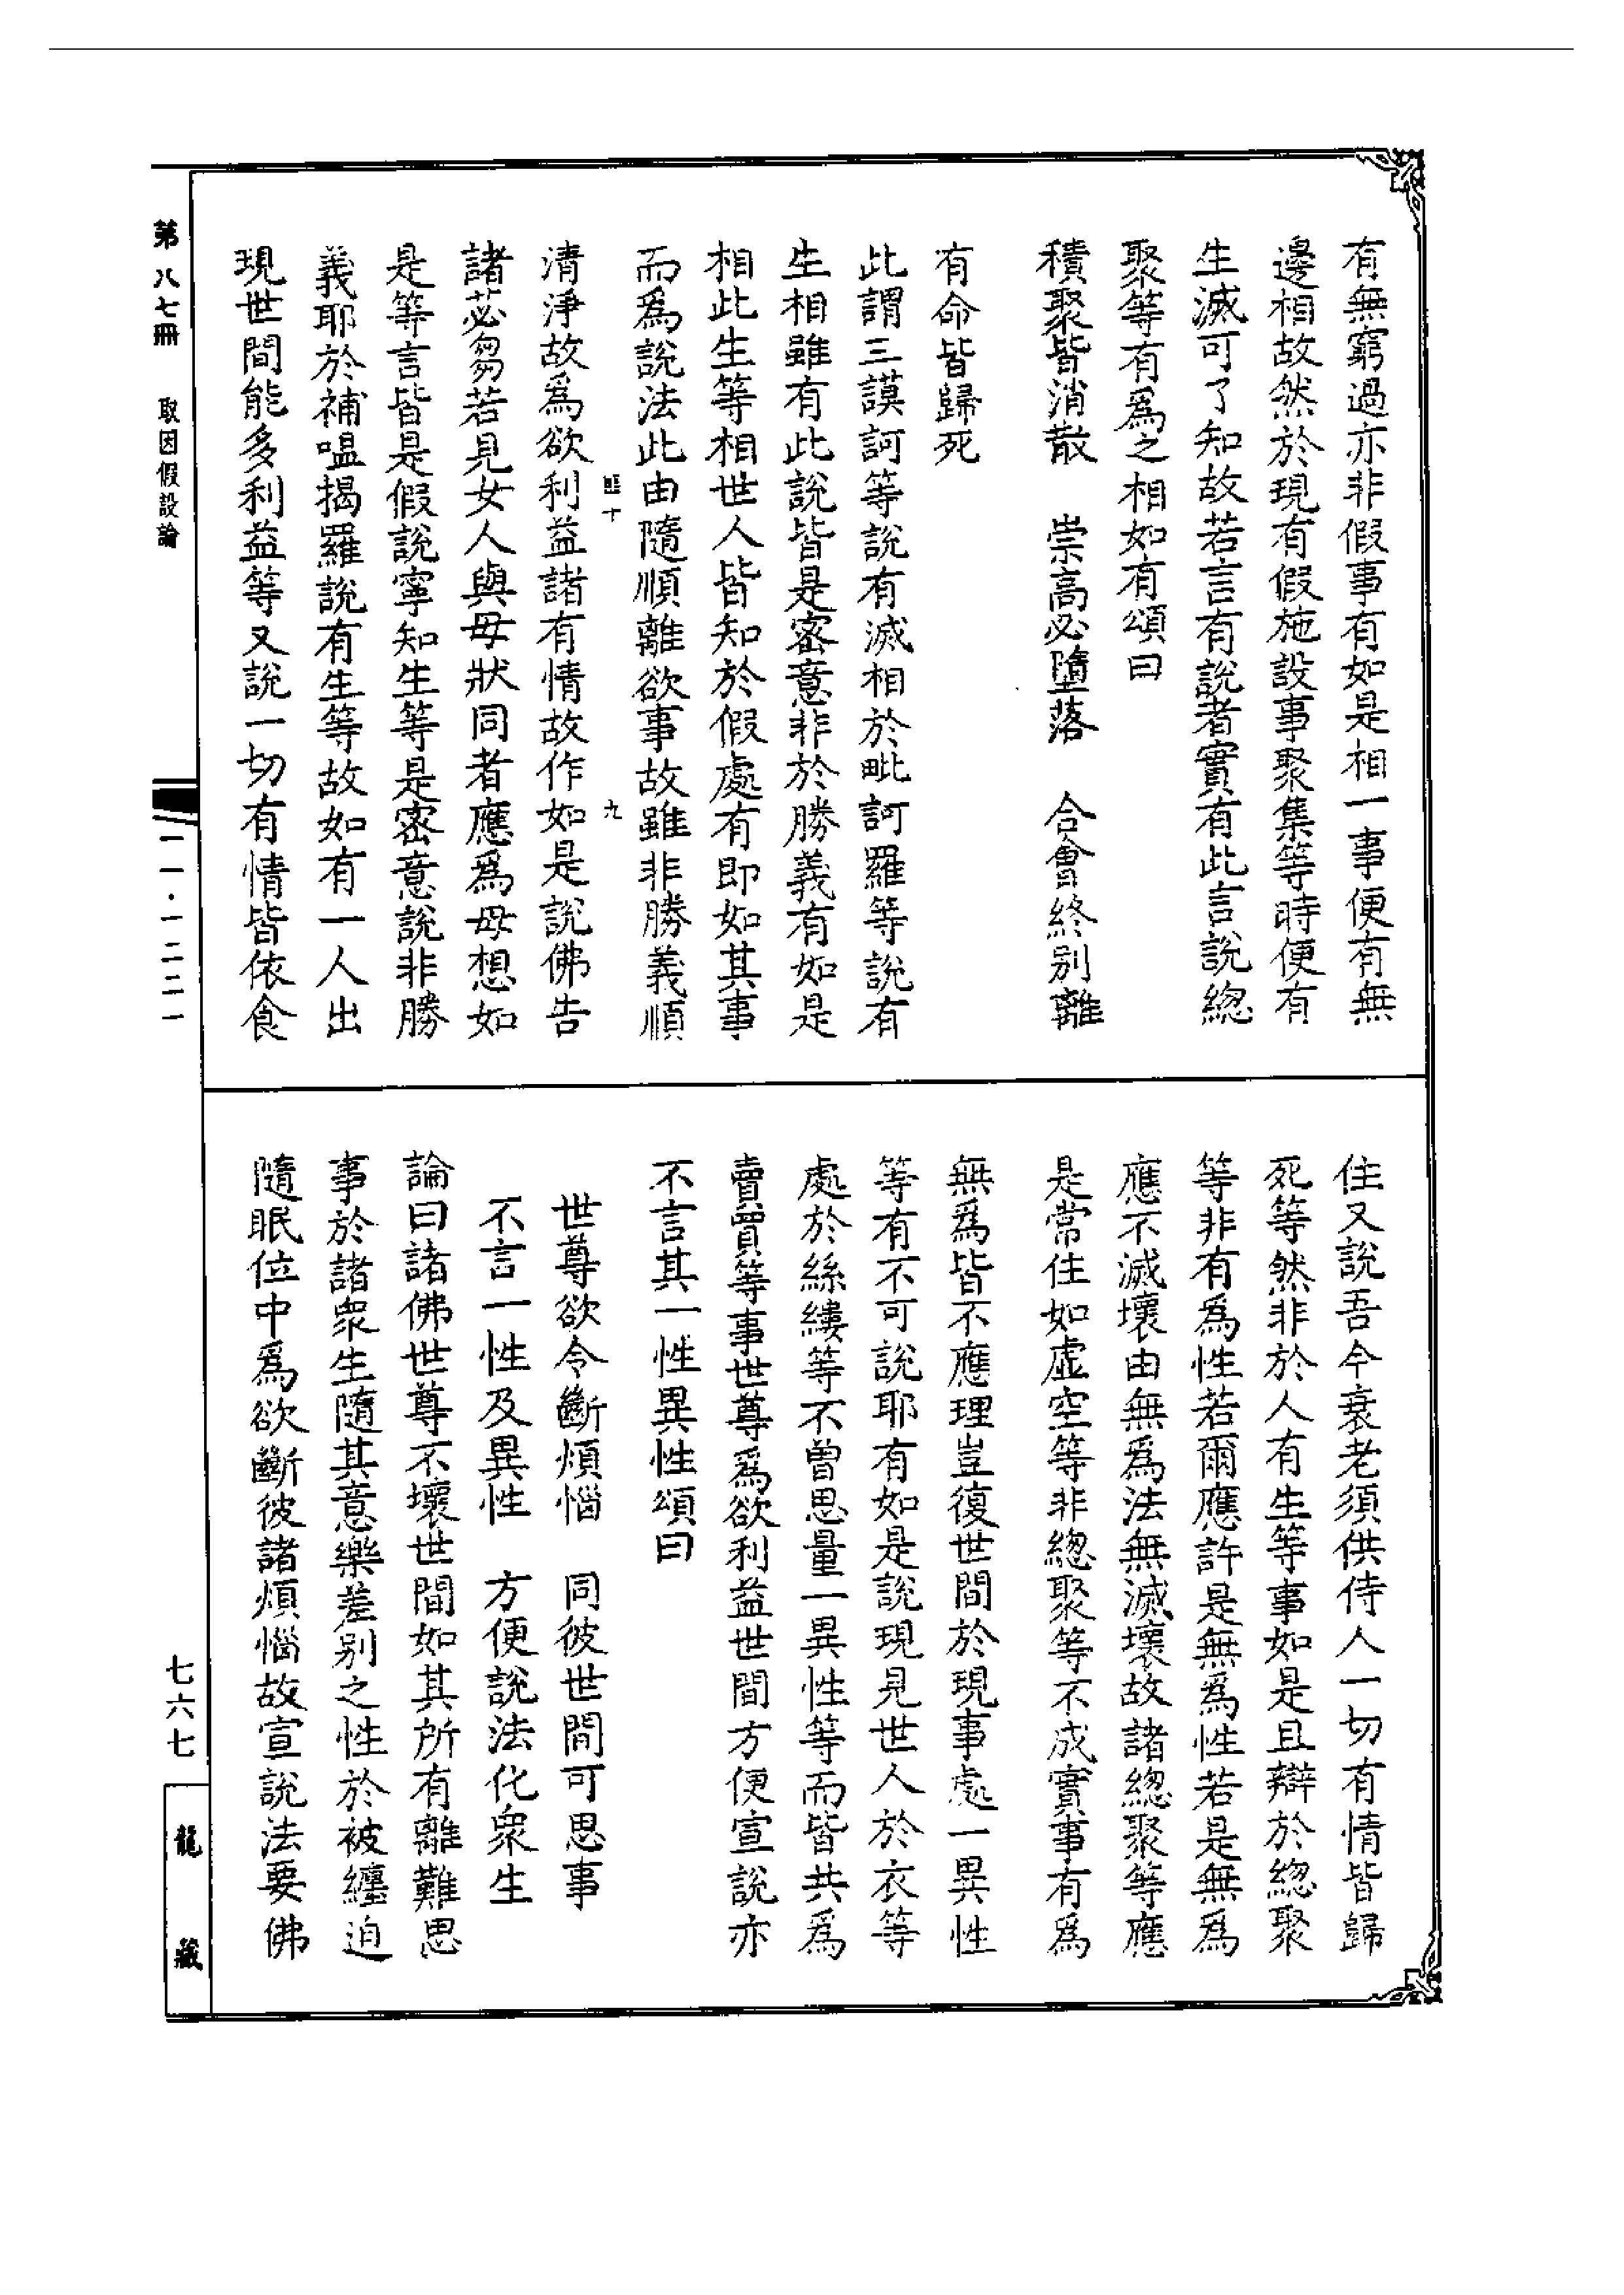 有無窮過亦非假事有如是相一事便有無
邊相故然於現有假施設事聚集等時便有
生滅可了知故若言有說者實有此言說總
聚等有爲之相如有頌曰
積聚皆消散　崇高必墮落　合會終別離
有命皆歸死
此謂三謨訶等說有滅相於毗訶羅等說有
生相雖有此說皆是密意非於勝義有如是
相此生等相世人皆知於假處有即如其事
而爲說法此由隨順離欲事故雖非勝義順
匪十　九
清淨故爲欲利益諸有情故作如是說佛告
諸苾芻若見女人與母狀同者應爲母想如
是等言皆是假說寧知生等是密意說非勝
義耶於補嗢揭羅說有生等故如有一人出
現世間能多利益等又說一切有情皆依食
住又說吾今衰老須供侍人一切有情皆歸
死等然非於人有生等事如是且辯於緫聚
等非有爲性若爾應許是無爲性若是無爲
應不滅壞由無爲法無滅壞故諸緫聚等應
是常住如虛空等非緫聚等不成實事有爲
無爲皆不應理豈復世間於現事處一異性
等有不可說耶有如是說現見世人於衣等
處於絲縷等不曾思量一異性等而皆共爲
賣買等事世尊爲欲利益世間方便宣說亦
不言其一性異性頌曰
世尊欲令斷煩惱　同彼世間可思事
不言一性及異性　方便說法化衆生
論曰諸佛世尊不壞世間如其所有離難思
事於諸衆生隨其意樂差別之性於被纏迫
隨眠位中爲欲斷彼諸煩惱故宣說法要佛
第八七冊　取因假設論
一一·一二二一
七六七
龍藏